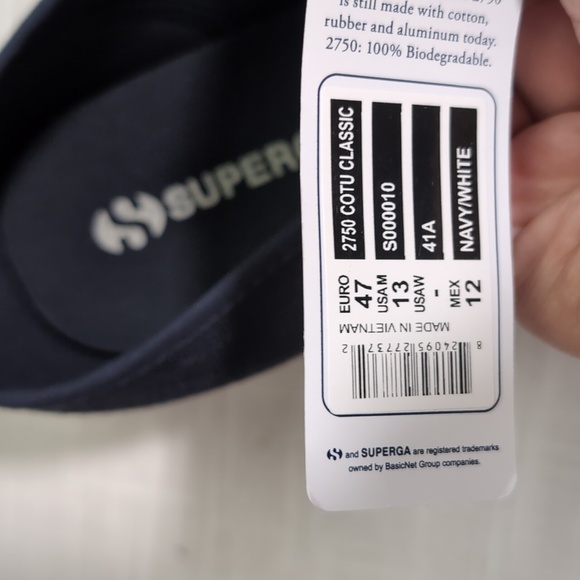 is still made with cotton,
rubber and aluminum today.
2750: 100% Biodegradable.
2750 COTU CLASSIC
S000010
41A
NAVY/WHITE
EURO
47
USA M
13
USAW
-
MEX
12
MADE IN VIETNAM
8 24095 27737 2
and SUPERGA are registered trademarks
owned by BasicNet Group companies.
SUPERG